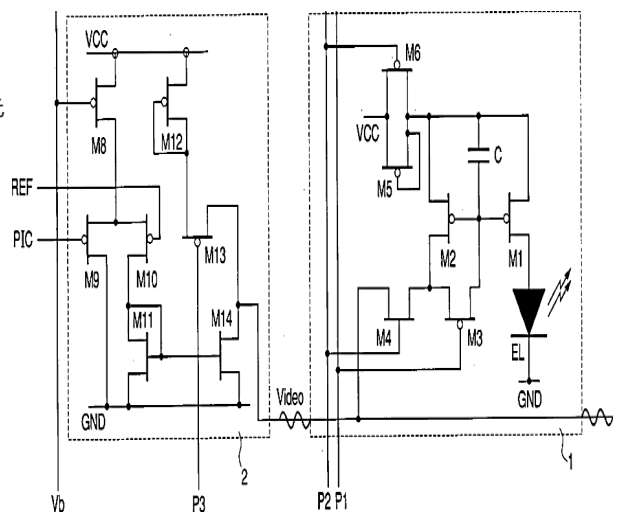 VCC
M8
M12
REF
PIC
M9
M10
M13
M11
M14
GND
Video
2
Vb
P3
M6
VCC
M5
C
M2
M1
M4
M3
EL
GND
1
P2 P1